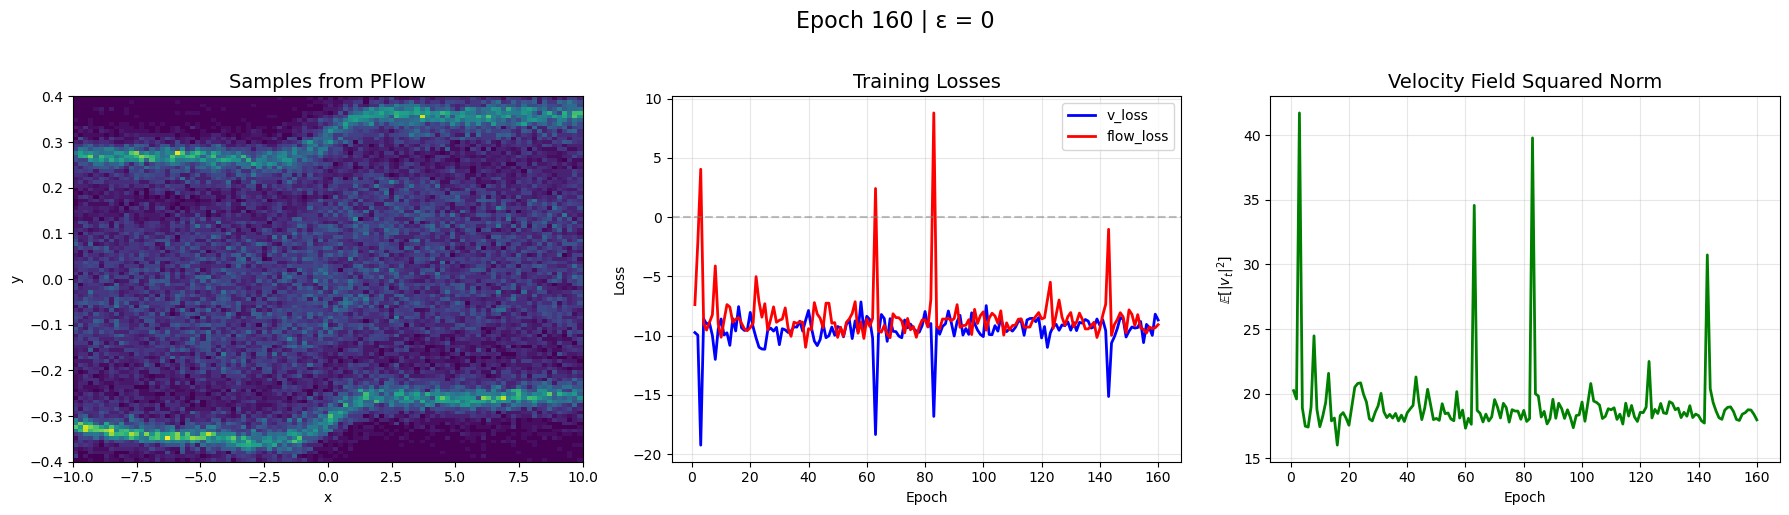 Epoch 160 | ε = 0
Samples from PFlow
0.4
0.3
0.2
0.1
0.0
−0.1
−0.2
−0.3
−0.4
y
−10.0 −7.5 −5.0 −2.5 0.0 2.5 5.0 7.5 10.0
x
Training Losses
v_loss
flow_loss
10
5
0
−5
−10
−15
−20
Loss
0 20 40 60 80 100 120 140 160
Epoch
Velocity Field Squared Norm
40
35
30
25
20
15
𝔼[|v_t|²]
0 20 40 60 80 100 120 140 160
Epoch